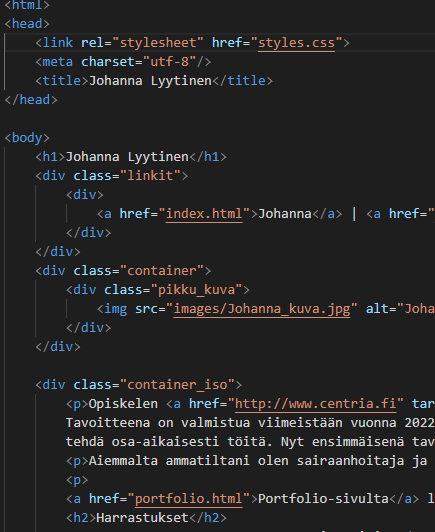 <html>
<head>
<link rel="stylesheet" href="styles.css">
<meta charset="utf-8"/>
<title>Johanna Lyytinen</title>
</head>
<body>
<h1>Johanna Lyytinen</h1>
<div class="linkit">
<div>
<a href="index.html">Johanna</a> | <a href="
</div>
</div>
<div class="container">
<div class="pikku_kuva">
<img src="images/Johanna_kuva.jpg" alt="Joha
</div>
</div>
<div class="container_iso">
<p>Opiskelen <a href="http://www.centria.fi" tar
Tavoitteena on valmistua viimeistään vuonna 2022
tehdä osa-aikaisesti töitä. Nyt ensimmäisenä tav
<p>Aiemmalta ammatiltani olen sairaanhoitaja ja
<p>
<a href="portfolio.html">Portfolio-sivulta</a> l
<h2>Harrastukset</h2>